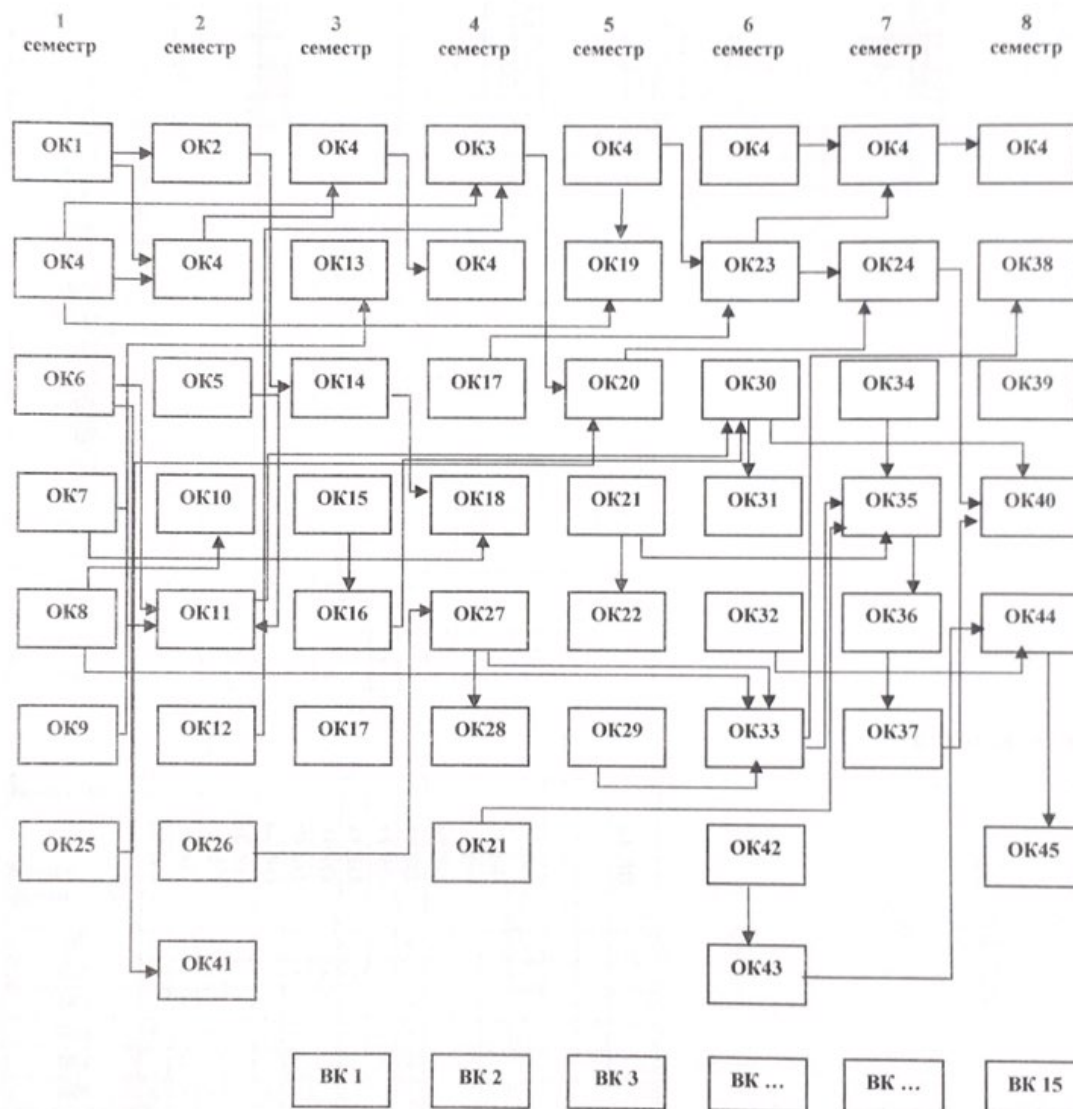 1 2 3 4 5 6 7 8
семестр семестр семестр семестр семестр семестр семестр семестр
ОК1 ОК2 ОК4 ОК3 ОК4 ОК4 ОК4 ОК4
ОК4 ОК4 ОК13 ОК4 ОК19 ОК23 ОК24 ОК38
ОК6 ОК5 ОК14 ОК17 ОК20 ОК30 ОК34 ОК39
ОК7 ОК10 ОК15 ОК18 ОК21 ОК31 ОК35 ОК40
ОК8 ОК11 ОК16 ОК27 ОК22 ОК32 ОК36 ОК44
ОК9 ОК12 ОК17 ОК28 ОК29 ОК33 ОК37
ОК25 ОК26 ОК21 ОК42 ОК45
ОК41 ОК43
ВК 1 ВК 2 ВК 3 ВК ... ВК ... ВК 15